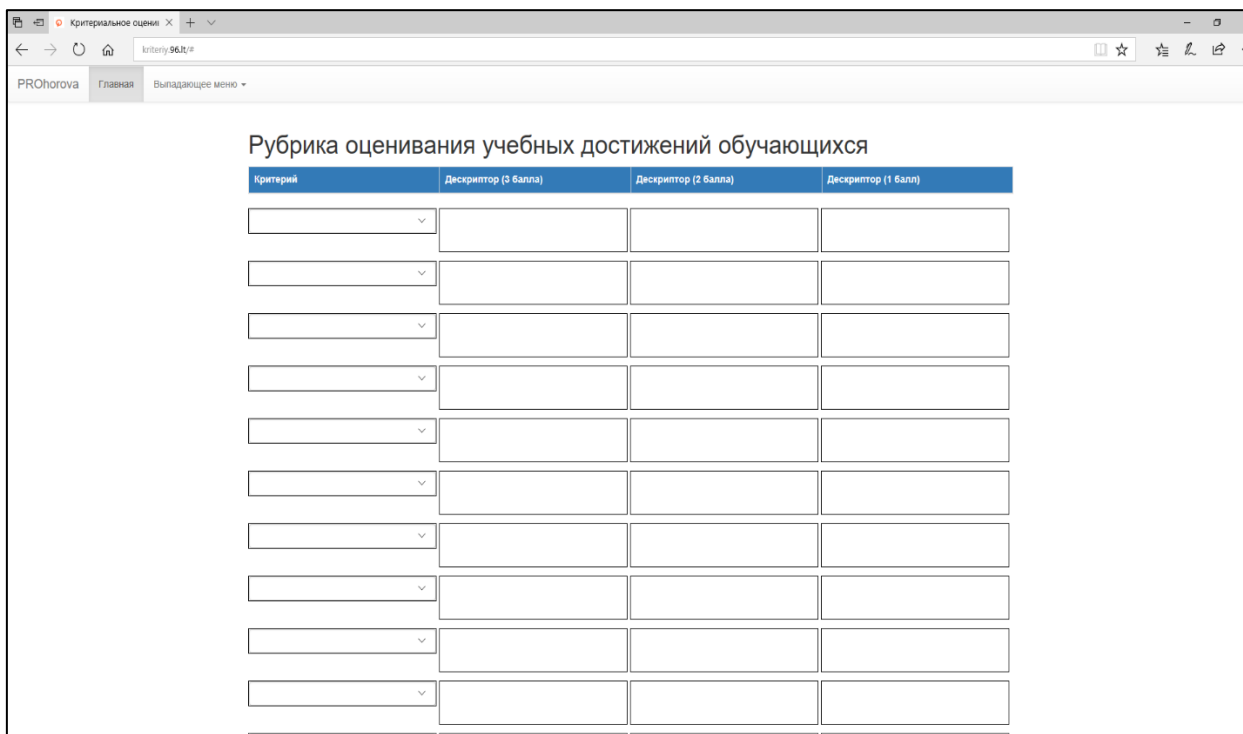 Критериальное оцени
kriteriy.96.lt/#
PROhorova Главная Выпадающее меню
Рубрика оценивания учебных достижений обучающихся
Критерий Дескриптор (3 балла) Дескриптор (2 балла) Дескриптор (1 балл)